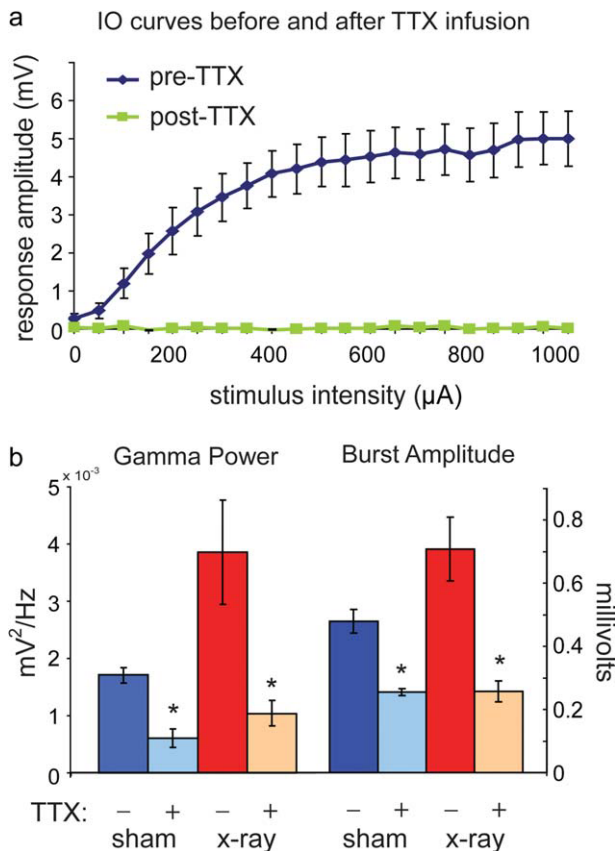 a
IO curves before and after TTX infusion
pre-TTX
post-TTX
response amplitude (mV)
6
5
4
3
2
1
0
0 200 400 600 800 1000
stimulus intensity (µA)
b
x 10⁻³
Gamma Power Burst Amplitude
mV²/Hz
5
4
3
2
1
0
* * * *
0.8
0.6
0.4
0.2
0
millivolts
TTX: – + – + – + – +
sham x-ray sham x-ray